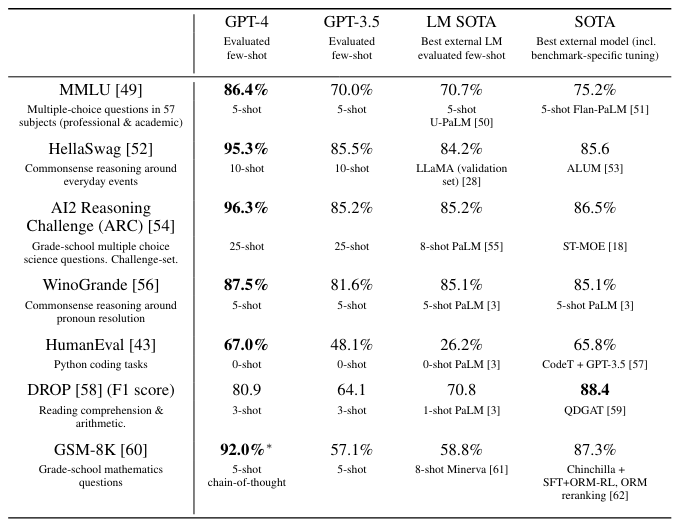 GPT-4 GPT-3.5 LM SOTA SOTA
Evaluated Evaluated Best external LM Best external model (incl.
few-shot few-shot evaluated few-shot benchmark-specific tuning)
MMLU [49] 86.4% 70.0% 70.7% 75.2%
Multiple-choice questions in 57 5-shot 5-shot 5-shot 5-shot Flan-PaLM [51]
subjects (professional & academic) U-PaLM [50]
HellaSwag [52] 95.3% 85.5% 84.2% 85.6
Commonsense reasoning around 10-shot 10-shot LLaMA (validation ALUM [53]
everyday events set) [28]
AI2 Reasoning 96.3% 85.2% 85.2% 86.5%
Challenge (ARC) [54]
Grade-school multiple choice 25-shot 25-shot 8-shot PaLM [55] ST-MOE [18]
science questions. Challenge-set.
WinoGrande [56] 87.5% 81.6% 85.1% 85.1%
Commonsense reasoning around 5-shot 5-shot 5-shot PaLM [3] 5-shot PaLM [3]
pronoun resolution
HumanEval [43] 67.0% 48.1% 26.2% 65.8%
Python coding tasks 0-shot 0-shot 0-shot PaLM [3] CodeT + GPT-3.5 [57]
DROP [58] (F1 score) 80.9 64.1 70.8 88.4
Reading comprehension & 3-shot 3-shot 1-shot PaLM [3] QDGAT [59]
arithmetic.
GSM-8K [60] 92.0%* 57.1% 58.8% 87.3%
Grade-school mathematics 5-shot 5-shot 8-shot Minerva [61] Chinchilla +
questions chain-of-thought SFT+ORM-RL, ORM
reranking [62]